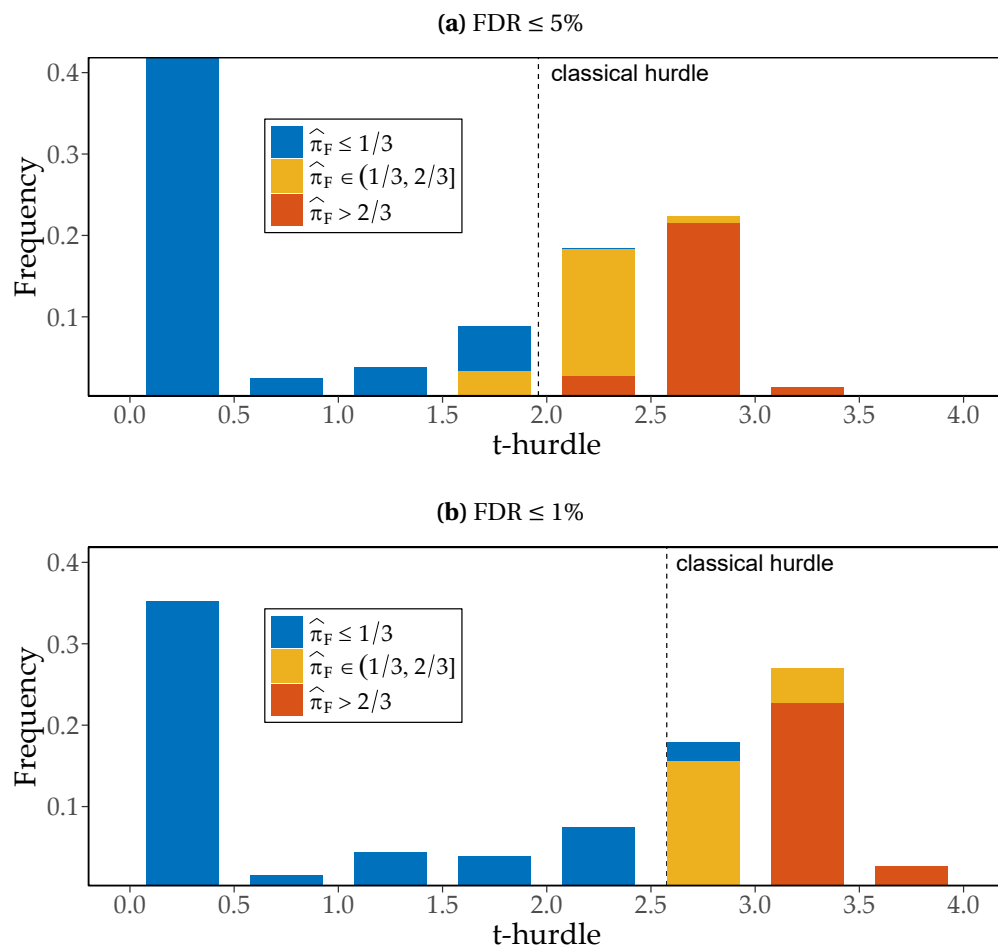 (a) FDR ≤ 5%
classical hurdle
0.4
0.3
0.2
0.1
Frequency
π̂F ≤ 1/3
π̂F ∈ (1/3, 2/3]
π̂F > 2/3
0.0 0.5 1.0 1.5 2.0 2.5 3.0 3.5 4.0
t-hurdle
(b) FDR ≤ 1%
classical hurdle
0.4
0.3
0.2
0.1
Frequency
π̂F ≤ 1/3
π̂F ∈ (1/3, 2/3]
π̂F > 2/3
0.0 0.5 1.0 1.5 2.0 2.5 3.0 3.5 4.0
t-hurdle